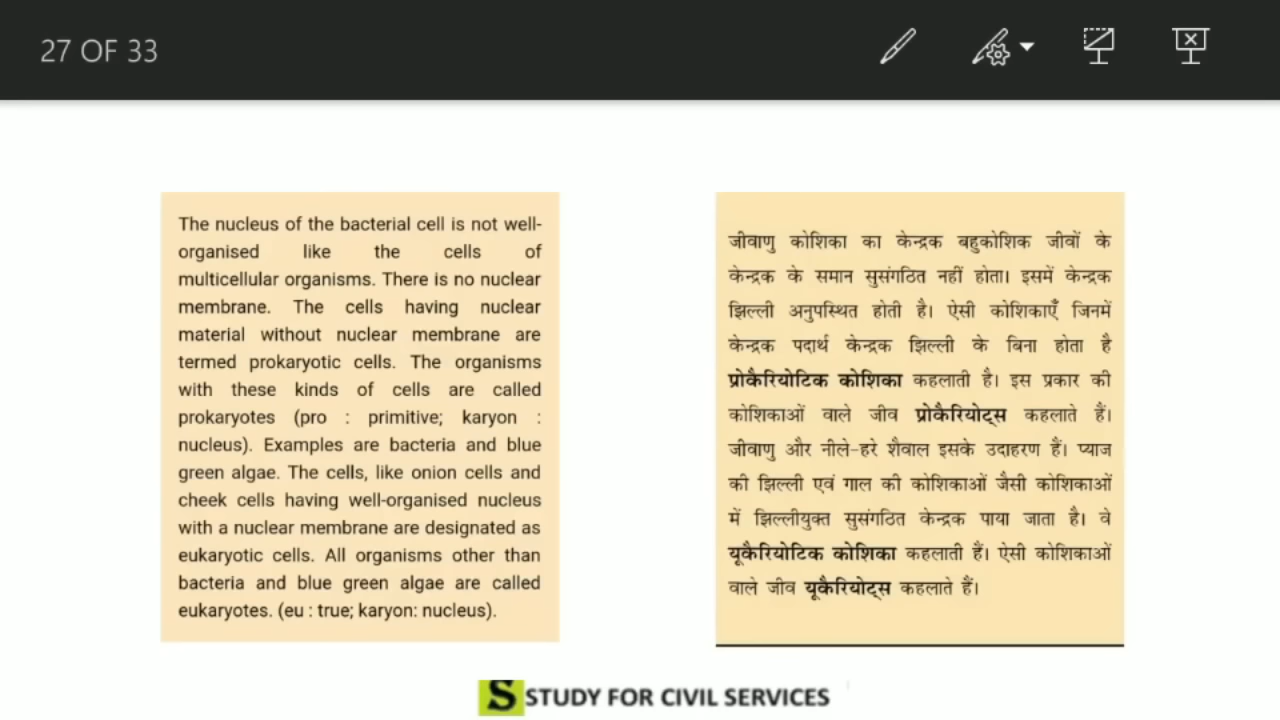 27 OF 33
The nucleus of the bacterial cell is not well-
organised like the cells of
multicellular organisms. There is no nuclear
membrane. The cells having nuclear
material without nuclear membrane are
termed prokaryotic cells. The organisms
with these kinds of cells are called
prokaryotes (pro : primitive; karyon :
nucleus). Examples are bacteria and blue
green algae. The cells, like onion cells and
cheek cells having well-organised nucleus
with a nuclear membrane are designated as
eukaryotic cells. All organisms other than
bacteria and blue green algae are called
eukaryotes. (eu : true; karyon: nucleus).
जीवाणु कोशिका का केन्द्रक बहुकोशिक जीवों के
केन्द्रक के समान सुसंगठित नहीं होता। इसमें केन्द्रक
झिल्ली अनुपस्थित होती है। ऐसी कोशिकाएँ जिनमें
केन्द्रक पदार्थ केन्द्रक झिल्ली के बिना होता है
प्रोकैरियोटिक कोशिका कहलाती है। इस प्रकार की
कोशिकाओं वाले जीव प्रोकैरियोट्स कहलाते हैं।
जीवाणु और नीले-हरे शैवाल इसके उदाहरण हैं। प्याज
की झिल्ली एवं गाल की कोशिकाओं जैसी कोशिकाओं
में झिल्लीयुक्त सुसंगठित केन्द्रक पाया जाता है। वे
यूकैरियोटिक कोशिका कहलाती हैं। ऐसी कोशिकाओं
वाले जीव यूकैरियोट्स कहलाते हैं।
S STUDY FOR CIVIL SERVICES